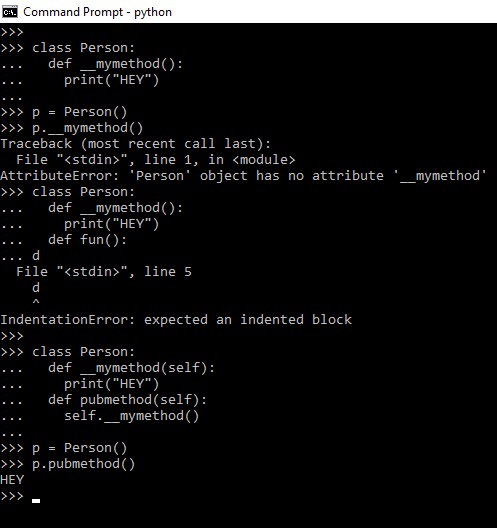 Command Prompt - python
>>>
>>> class Person:
...   def __mymethod():
...     print("HEY")
...
>>> p = Person()
>>> p.__mymethod()
Traceback (most recent call last):
  File "<stdin>", line 1, in <module>
AttributeError: 'Person' object has no attribute '__mymethod'
>>> class Person:
...   def __mymethod():
...     print("HEY")
...   def fun():
... d
  File "<stdin>", line 5
    d
    ^
IndentationError: expected an indented block
>>>
>>> class Person:
...   def __mymethod(self):
...     print("HEY")
...   def pubmethod(self):
...     self.__mymethod()
...
>>> p = Person()
>>> p.pubmethod()
HEY
>>>